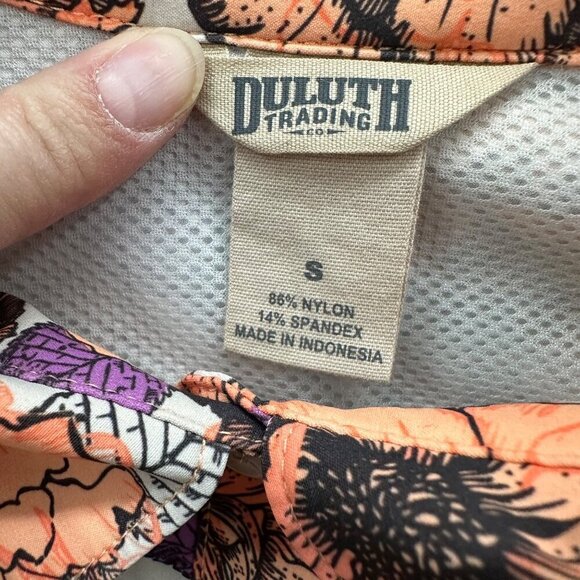 DULUTH
TRADING
CO
S
86% NYLON
14% SPANDEX
MADE IN INDONESIA